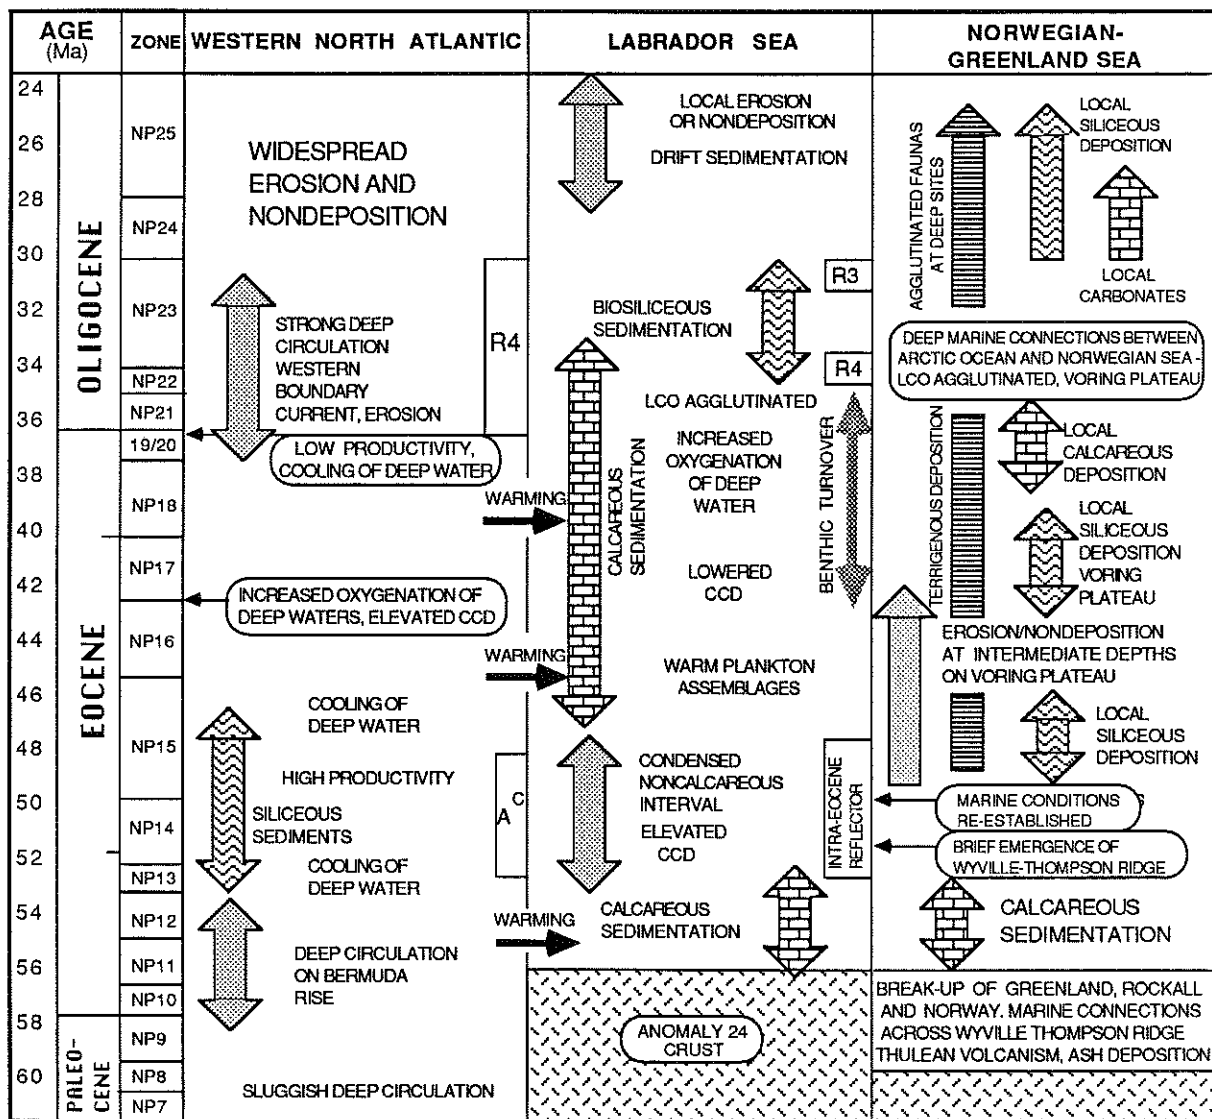 AGE
(Ma)
ZONE
WESTERN NORTH ATLANTIC
LABRADOR SEA
NORWEGIAN-
GREENLAND SEA
24
26
28
30
32
34
36
38
40
42
44
46
48
50
52
54
56
58
60
OLIGOCENE
EOCENE
PALEO-
CENE
NP25
NP24
NP23
NP22
NP21
19/20
NP18
NP17
NP16
NP15
NP14
NP13
NP12
NP11
NP10
NP9
NP8
NP7
WIDESPREAD
EROSION AND
NONDEPOSITION
STRONG DEEP
CIRCULATION
WESTERN
BOUNDARY
CURRENT, EROSION
R4
LOW PRODUCTIVITY,
COOLING OF DEEP WATER
INCREASED OXYGENATION OF
DEEP WATERS, ELEVATED CCD
COOLING OF
DEEP WATER
HIGH PRODUCTIVITY
SILICEOUS
SEDIMENTS
COOLING OF
DEEP WATER
A C
DEEP CIRCULATION
ON BERMUDA
RISE
SLUGGISH DEEP CIRCULATION
WARMING
WARMING
WARMING
LOCAL EROSION
OR NONDEPOSITION
DRIFT SEDIMENTATION
BIOSILICEOUS
SEDIMENTATION
R3
R4
LCO AGGLUTINATED
INCREASED
OXYGENATION
OF DEEP
WATER
CALCAREOUS
SEDIMENTATION
BENTHIC TURNOVER
LOWERED
CCD
WARM PLANKTON
ASSEMBLAGES
CONDENSED
NONCALCAREOUS
INTERVAL
ELEVATED
CCD
INTRA-EOCENE
REFLECTOR
CALCAREOUS
SEDIMENTATION
ANOMALY 24
CRUST
AGGLUTINATED FAUNAS
AT DEEP SITES
LOCAL
SILICEOUS
DEPOSITION
LOCAL
CARBONATES
DEEP MARINE CONNECTIONS BETWEEN
ARCTIC OCEAN AND NORWEGIAN SEA -
LCO AGGLUTINATED, VORING PLATEAU
TERRIGENOUS DEPOSITION
LOCAL
CALCAREOUS
DEPOSITION
LOCAL
SILICEOUS
DEPOSITION
VORING
PLATEAU
EROSION/NONDEPOSITION
AT INTERMEDIATE DEPTHS
ON VORING PLATEAU
LOCAL
SILICEOUS
DEPOSITION
MARINE CONDITIONS
RE-ESTABLISHED
BRIEF EMERGENCE OF
WYVILLE-THOMPSON RIDGE
CALCAREOUS
SEDIMENTATION
BREAK-UP OF GREENLAND, ROCKALL
AND NORWAY. MARINE CONNECTIONS
ACROSS WYVILLE THOMPSON RIDGE
THULEAN VOLCANISM, ASH DEPOSITION